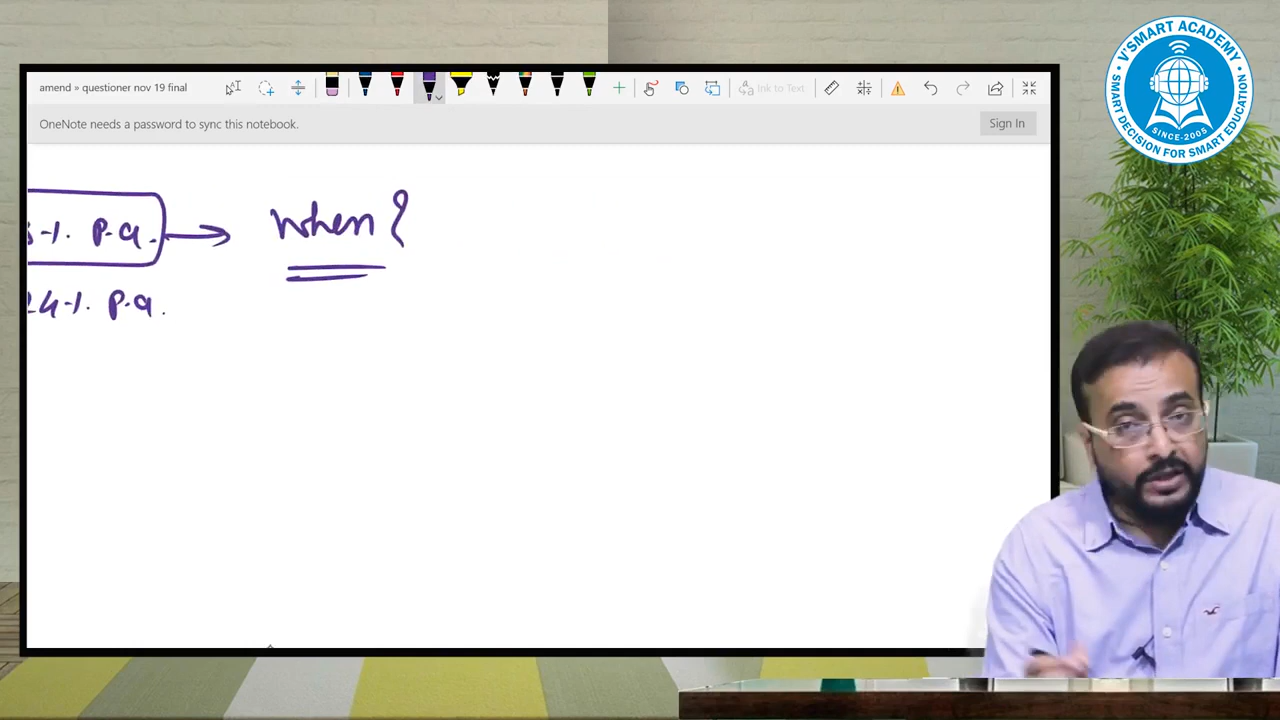 amend » questioner nov 19 final
Ink to Text
OneNote needs a password to sync this notebook.
Sign In
P.a. → when?
24%. P.a.
V'SMART ACADEMY
SINCE-2005
SMART DECISION FOR SMART EDUCATION